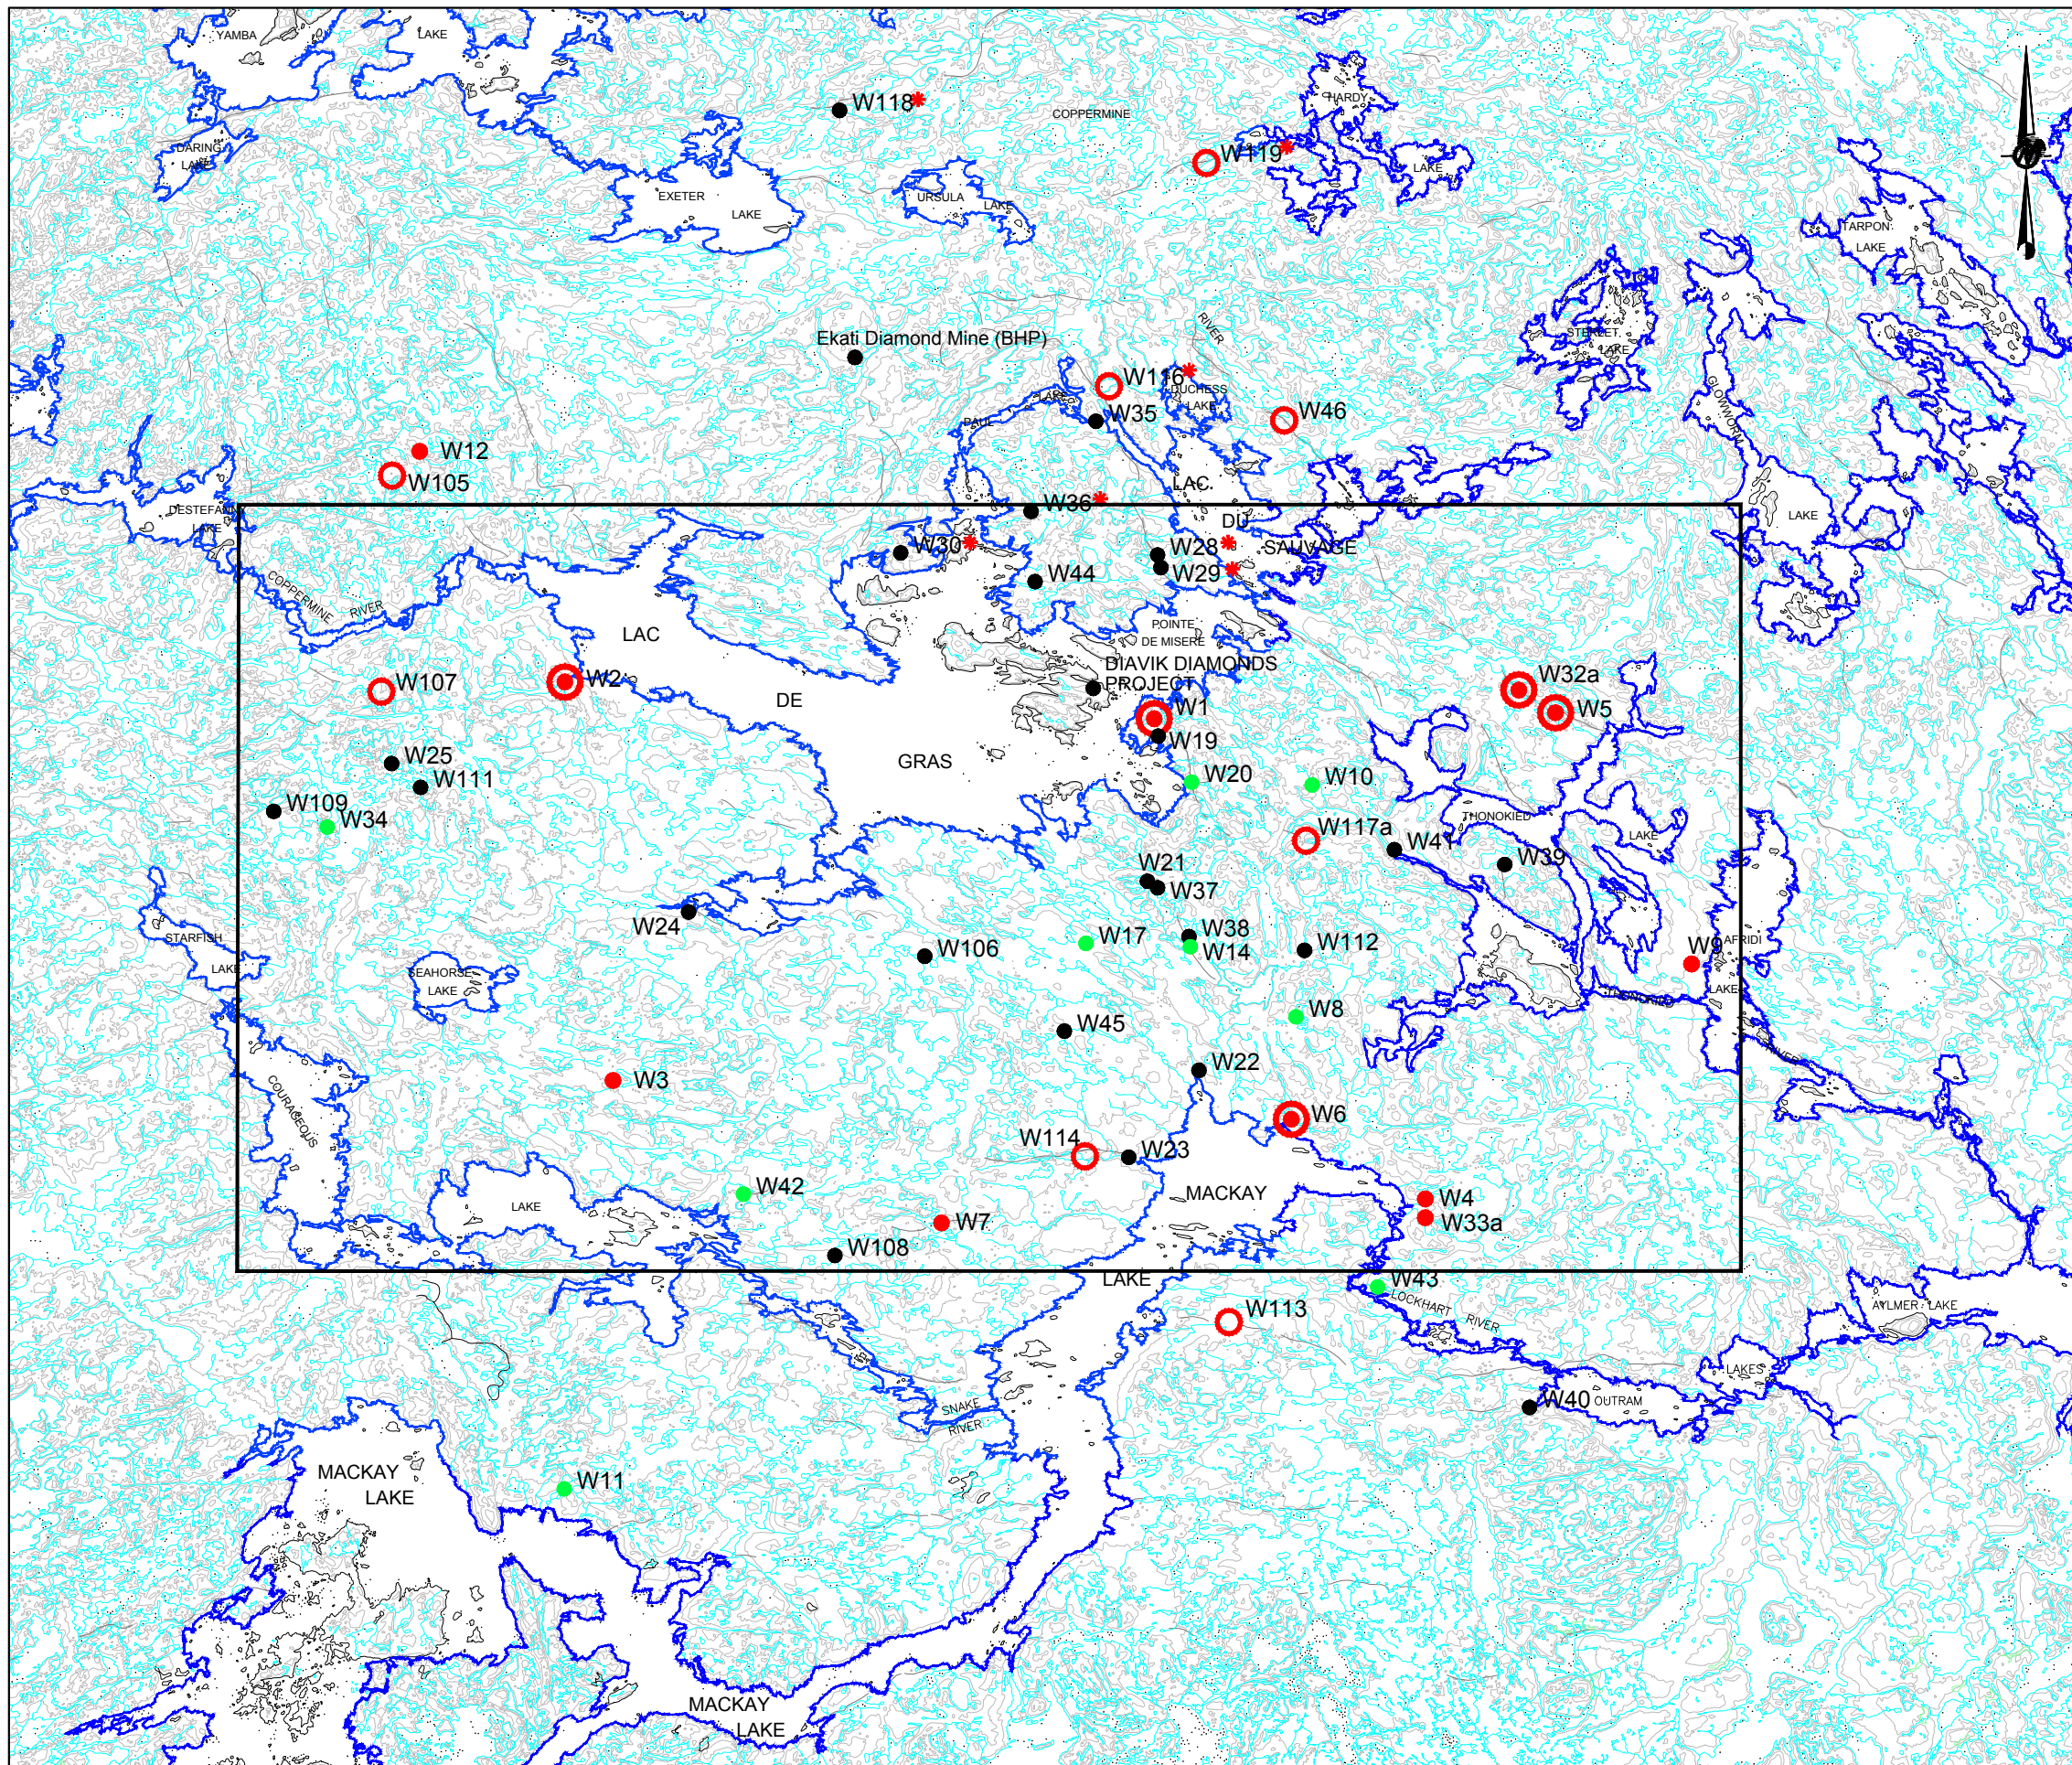 YAMBA
LAKE
HARDY
W118*
COPPERMINE
DARING
LAKE
W119*
LAKE
EXETER
LAKE
URSULA
LAKE
TARPON
LAKE
RIVER
STERLET
LAKE
Ekati Diamond Mine (BHP)
W116*
DUCHESS
LAKE
LAKE
PAUL
W35
W46
GLOWWORM
LAKE
W12
W105
LAC
W36*
DESTEFANY
LAKE
DU
SAUVAGE
W30*
W28*
W29*
W44
COPPERMINE
RIVER
LAC
POINTE
DE MISERE
DIAVIK DIAMONDS
PROJECT
W107
W2
DE
W32a
W5
W1
W19
W25
GRAS
W20
W10
W111
W109
W34
W117a
THONOKIED
LAKE
W41
W39
W21
W37
W24
W38
W14
W17
W106
W112
STARFISH
LAKE
SEAHORSE
LAKE
W9
AFRIDI
LAKE
THONOKIED
RIVER
W8
W45
W22
W3
COURAGEOUS
LAKE
W6
W114
W23
W42
MACKAY
LAKE
W4
W33a
W7
W108
W43
LOCKHART
RIVER
W113
AYLMER LAKE
LAKES
OUTRAM
W40
SNAKE
RIVER
MACKAY
LAKE
W11
MACKAY
LAKE